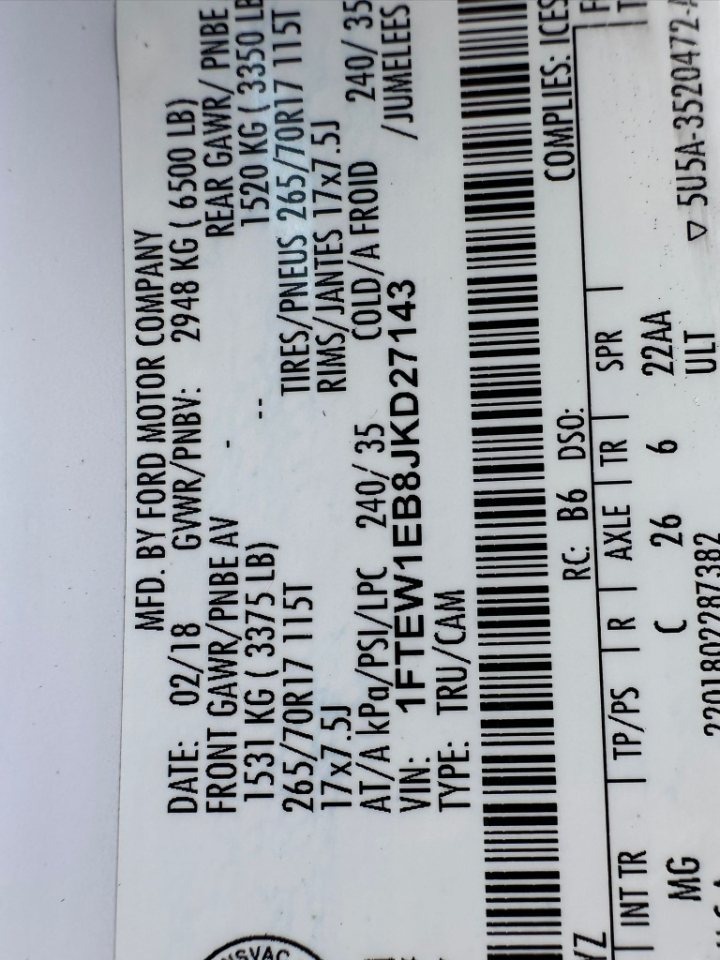 MFD. BY FORD MOTOR COMPANY
DATE: 02/18 GVWR/PNBV: 2948 KG ( 6500 LB)
FRONT GAWR/PNBE AV - REAR GAWR/ PNBE
1531 KG ( 3375 LB) -- 1520 KG ( 3350 LB
265/70R17 115T TIRES/PNEUS 265/70R17 115T
17x7.5J RIMS/JANTES 17x7.5J
AT/A kPa/PSI/LPC 240/ 35 COLD/A FROID 240/ 35
VIN: 1FTEW1EB8JKD27143 /JUMELEES
TYPE: TRU/CAM
COMPLIES: ICES
RC: B6 DSO:
INT TR TP/PS R AXLE TR SPR
MG C 26 6 22AA
ULT
5U5A-3520472-
2201802287382